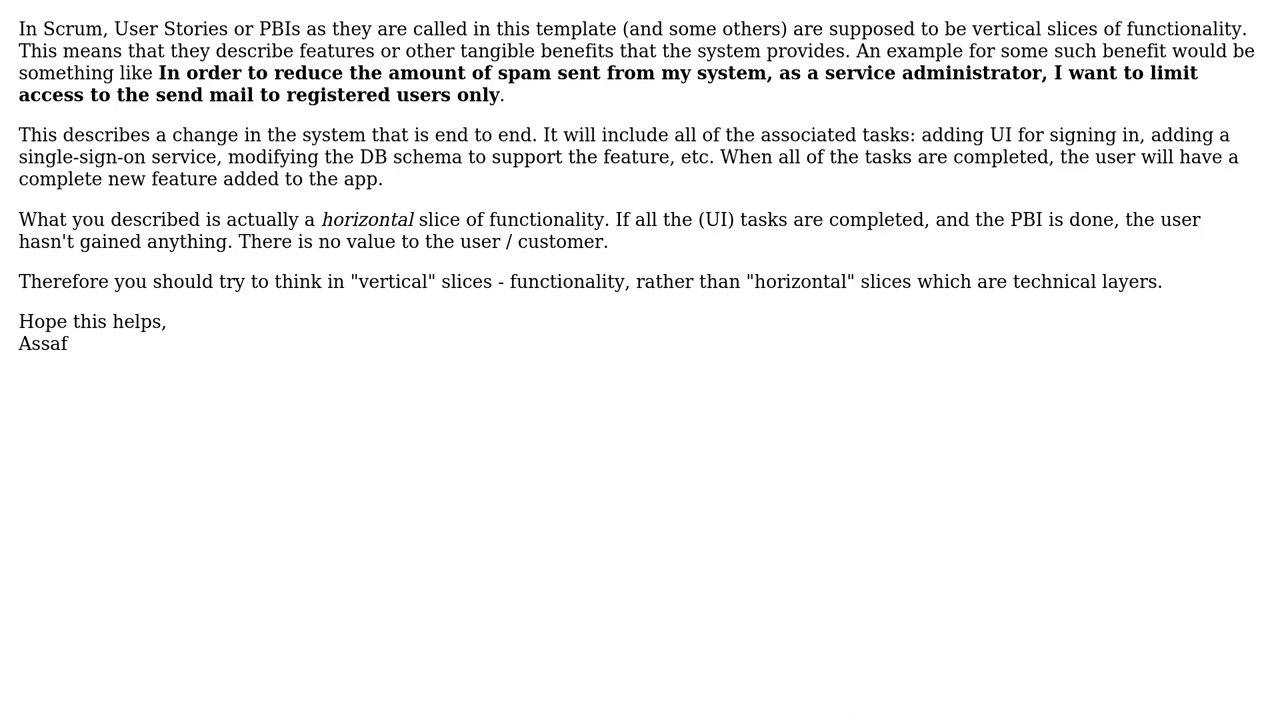 In Scrum, User Stories or PBIs as they are called in this template (and some others) are supposed to be vertical slices of functionality.
This means that they describe features or other tangible benefits that the system provides. An example for some such benefit would be
something like In order to reduce the amount of spam sent from my system, as a service administrator, I want to limit
access to the send mail to registered users only.
This describes a change in the system that is end to end. It will include all of the associated tasks: adding UI for signing in, adding a
single-sign-on service, modifying the DB schema to support the feature, etc. When all of the tasks are completed, the user will have a
complete new feature added to the app.
What you described is actually a horizontal slice of functionality. If all the (UI) tasks are completed, and the PBI is done, the user
hasn't gained anything. There is no value to the user / customer.
Therefore you should try to think in "vertical" slices - functionality, rather than "horizontal" slices which are technical layers.
Hope this helps,
Assaf